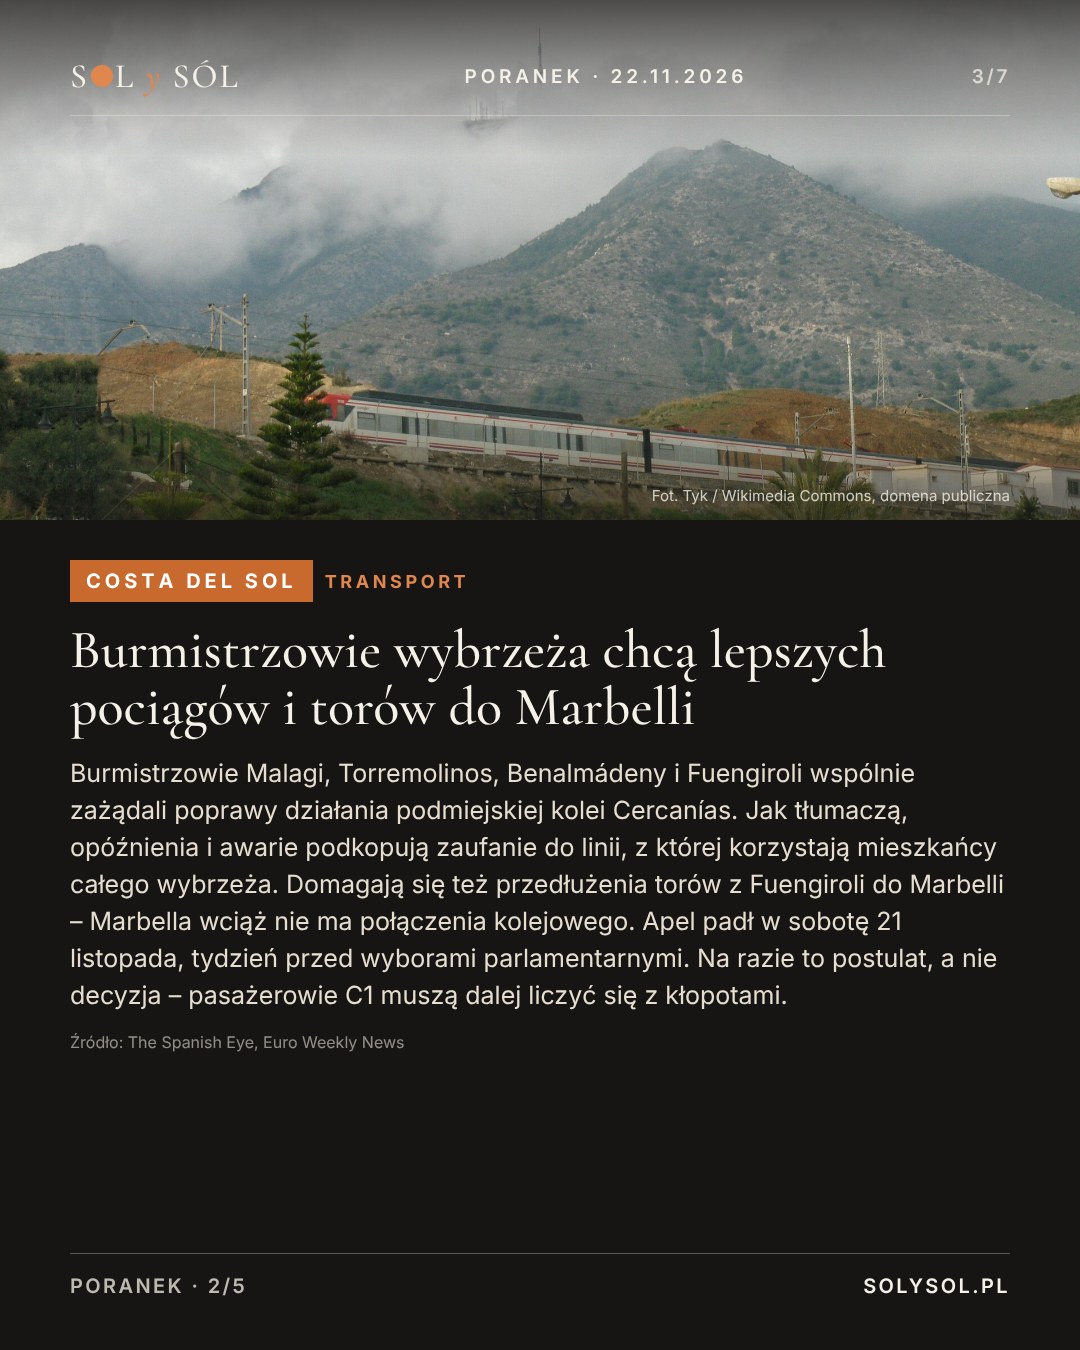 SOL y SÓL
PORANEK · 22.11.2026
3/7
Fot. Tyk / Wikimedia Commons, domena publiczna
COSTA DEL SOL
TRANSPORT
Burmistrzowie wybrzeża chcą lepszych
pociągów i torów do Marbelli
Burmistrzowie Malagi, Torremolinos, Benalmádeny i Fuengiroli wspólnie
zażądali poprawy działania podmiejskiej kolei Cercanías. Jak tłumaczą,
opóźnienia i awarie podkopują zaufanie do linii, z której korzystają mieszkańcy
całego wybrzeża. Domagają się też przedłużenia torów z Fuengiroli do Marbelli
– Marbella wciąż nie ma połączenia kolejowego. Apel padł w sobotę 21
listopada, tydzień przed wyborami parlamentarnymi. Na razie to postulat, a nie
decyzja – pasażerowie C1 muszą dalej liczyć się z kłopotami.
Źródło: The Spanish Eye, Euro Weekly News
PORANEK · 2/5
SOLYSOL.PL